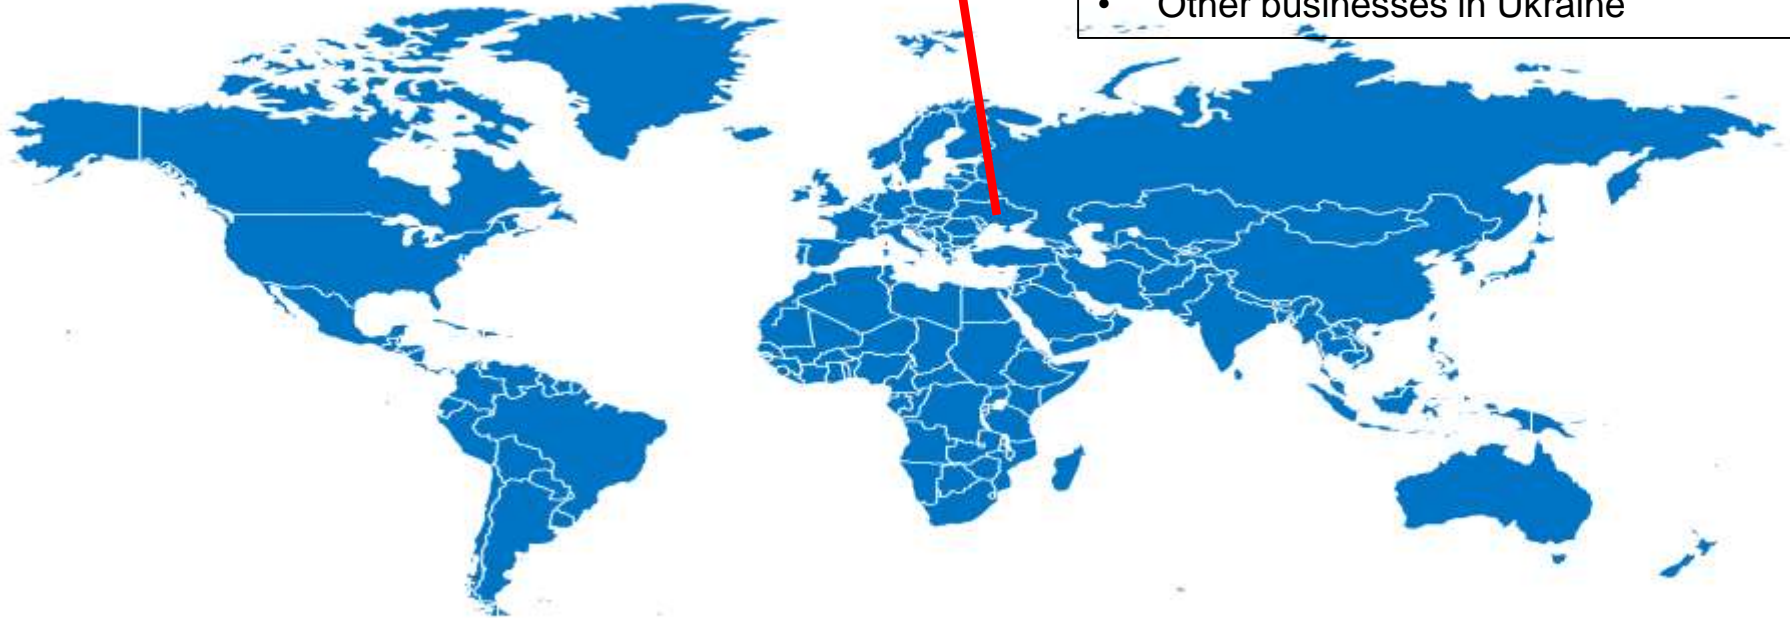 • Other businesses in Ukraine